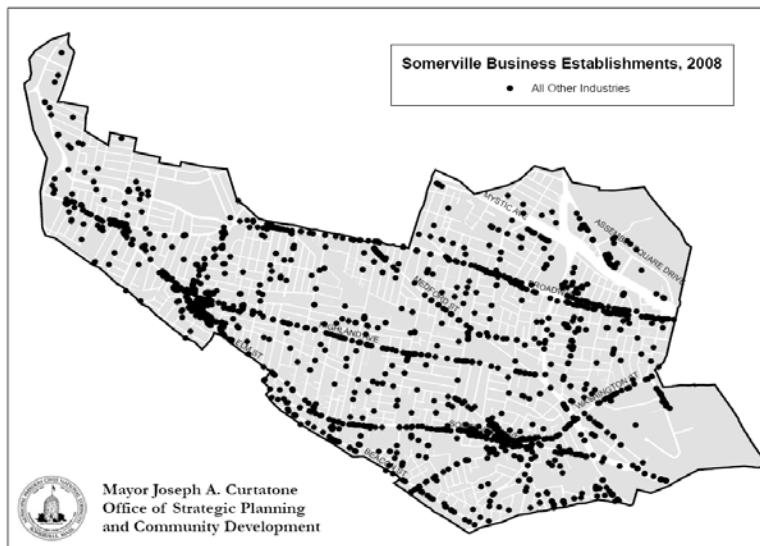 Somerville Business Establishments, 2008
All Other Industries
MYSTIC AVE
ASSEMBLY SQUARE DRIVE
BROADWAY
MEDFORD ST
HIGHLAND AVE
ELM ST
WASHINGTON ST
BEACON ST
Mayor Joseph A. Curtatone
Office of Strategic Planning
and Community Development